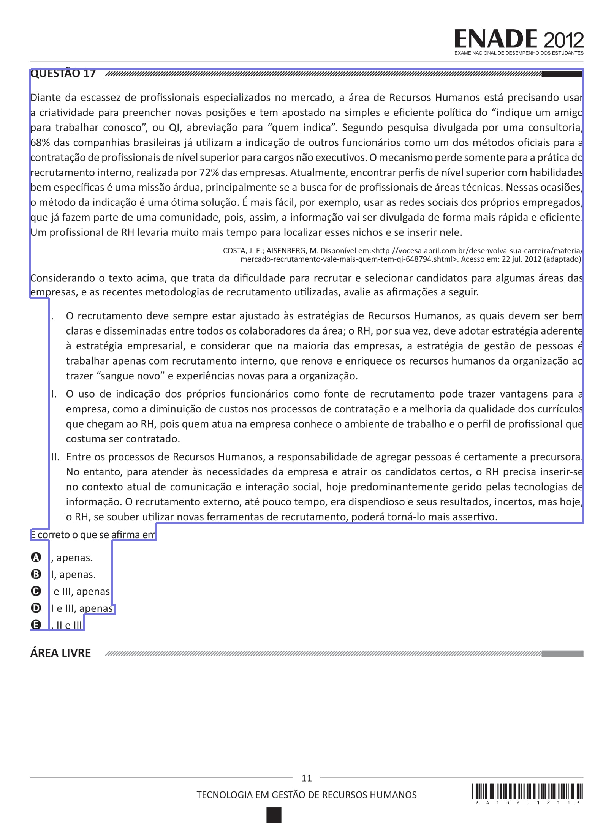 ENADE 2012
EXAME NACIONAL DE DESEMPENHO DOS ESTUDANTES
QUESTÃO 17
Diante da escassez de profissionais especializados no mercado, a área de Recursos Humanos está precisando usar
a criatividade para preencher novas posições e tem apostado na simples e eficiente política do “indique um amigo
para trabalhar conosco”, ou QI, abreviação para “quem indica”. Segundo pesquisa divulgada por uma consultoria,
68% das companhias brasileiras já utilizam a indicação de outros funcionários como um dos métodos oficiais para a
contratação de profissionais de nível superior para cargos não executivos. O mecanismo perde somente para a prática do
recrutamento interno, realizada por 72% das empresas. Atualmente, encontrar perfis de nível superior com habilidades
bem específicas é uma missão árdua, principalmente se a busca for de profissionais de áreas técnicas. Nessas ocasiões,
o método da indicação é uma ótima solução. É mais fácil, por exemplo, usar as redes sociais dos próprios empregados,
que já fazem parte de uma comunidade, pois, assim, a informação vai ser divulgada de forma mais rápida e eficiente.
Um profissional de RH levaria muito mais tempo para localizar esses nichos e se inserir nele.
COSTA, J. E.; AISENBERG, M. Disponível em:<http://vocesa.abril.com.br/desenvolva-sua-carreira/materia/
mercado-recrutamento-vale-mais-quem-tem-qi-648794.shtml>. Acesso em: 22 jul. 2012 (adaptado)
Considerando o texto acima, que trata da dificuldade para recrutar e selecionar candidatos para algumas áreas das
empresas, e as recentes metodologias de recrutamento utilizadas, avalie as afirmações a seguir.
I. O recrutamento deve sempre estar ajustado às estratégias de Recursos Humanos, as quais devem ser bem
claras e disseminadas entre todos os colaboradores da área; o RH, por sua vez, deve adotar estratégia aderente
à estratégia empresarial, e considerar que na maioria das empresas, a estratégia de gestão de pessoas é
trabalhar apenas com recrutamento interno, que renova e enriquece os recursos humanos da organização ao
trazer “sangue novo” e experiências novas para a organização.
II. O uso de indicação dos próprios funcionários como fonte de recrutamento pode trazer vantagens para a
empresa, como a diminuição de custos nos processos de contratação e a melhoria da qualidade dos currículos
que chegam ao RH, pois quem atua na empresa conhece o ambiente de trabalho e o perfil de profissional que
costuma ser contratado.
III. Entre os processos de Recursos Humanos, a responsabilidade de agregar pessoas é certamente a precursora.
No entanto, para atender às necessidades da empresa e atrair os candidatos certos, o RH precisa inserir-se
no contexto atual de comunicação e interação social, hoje predominantemente gerido pelas tecnologias de
informação. O recrutamento externo, até pouco tempo, era dispendioso e seus resultados, incertos, mas hoje,
o RH, se souber utilizar novas ferramentas de recrutamento, poderá torná-lo mais assertivo.
É correto o que se afirma em
A I, apenas.
B II, apenas.
C I e III, apenas.
D II e III, apenas.
E I, II e III.
ÁREA LIVRE
11
TECNOLOGIA EM GESTÃO DE RECURSOS HUMANOS